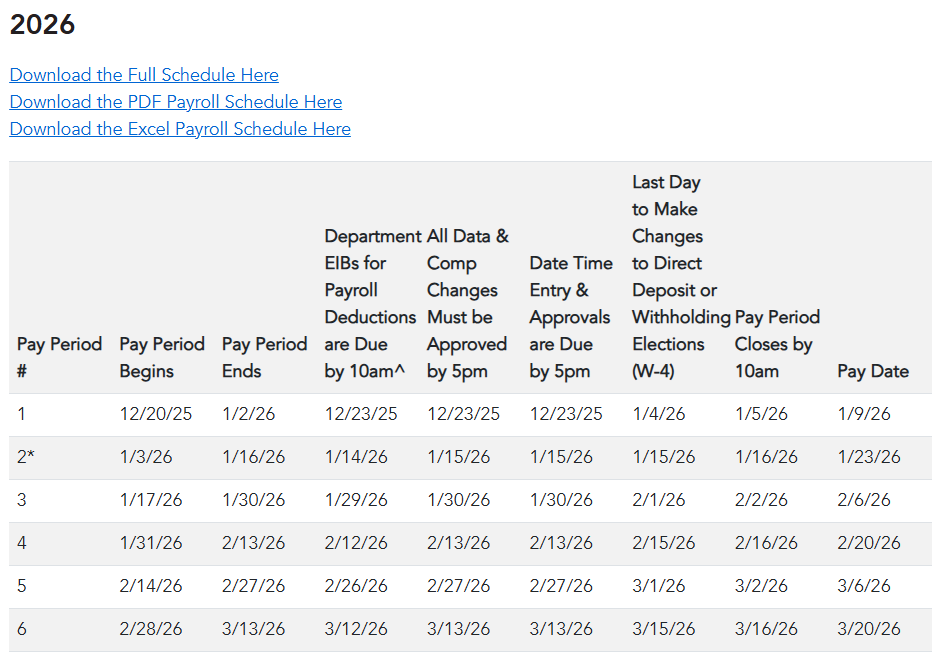 2026
Download the Full Schedule Here
Download the PDF Payroll Schedule Here
Download the Excel Payroll Schedule Here
Pay Period # Pay Period Begins Pay Period Ends Department EIBs for Payroll Deductions are Due by 10am^ All Data & Comp Changes Must be Approved by 5pm Date Time Entry & Approvals are Due by 5pm Last Day to Make Changes to Direct Deposit or Withholding Elections (W-4) Pay Period Closes by 10am Pay Date
1 12/20/25 1/2/26 12/23/25 12/23/25 12/23/25 1/4/26 1/5/26 1/9/26
2* 1/3/26 1/16/26 1/14/26 1/15/26 1/15/26 1/15/26 1/16/26 1/23/26
3 1/17/26 1/30/26 1/29/26 1/30/26 1/30/26 2/1/26 2/2/26 2/6/26
4 1/31/26 2/13/26 2/12/26 2/13/26 2/13/26 2/15/26 2/16/26 2/20/26
5 2/14/26 2/27/26 2/26/26 2/27/26 2/27/26 3/1/26 3/2/26 3/6/26
6 2/28/26 3/13/26 3/12/26 3/13/26 3/13/26 3/15/26 3/16/26 3/20/26